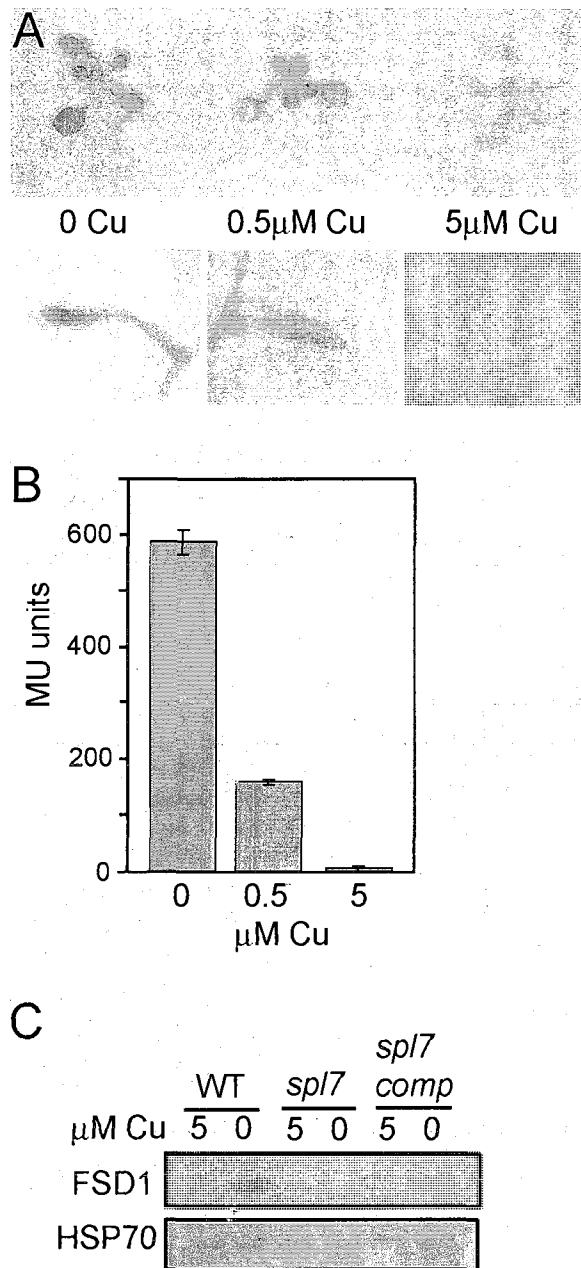 A
0 Cu 0.5μM Cu 5μM Cu
B
MU units
600
400
200
0
0 0.5 5
μM Cu
C
WT spl7 spl7 comp
μM Cu 5 0 5 0 5 0
FSD1
HSP70